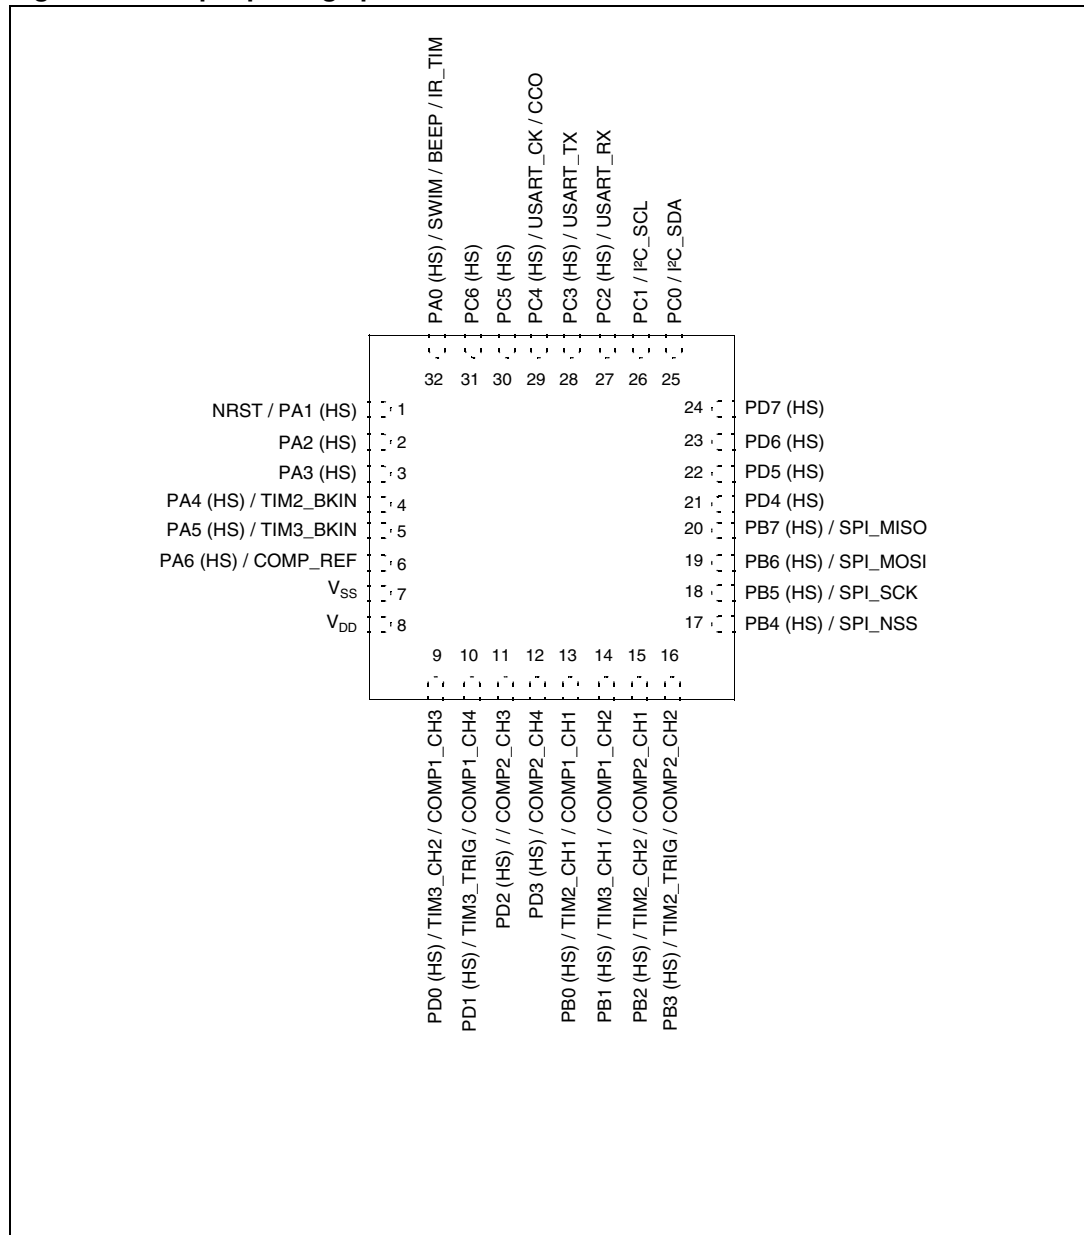 PA0 (HS) / SWIM / BEEP / IR_TIM
PC6 (HS)
PC5 (HS)
PC4 (HS) / USART_CK / CCO
PC3 (HS) / USART_TX
PC2 (HS) / USART_RX
PC1 / I²C_SCL
PC0 / I²C_SDA
32 31 30 29 28 27 26 25
NRST / PA1 (HS) 1
PA2 (HS) 2
PA3 (HS) 3
PA4 (HS) / TIM2_BKIN 4
PA5 (HS) / TIM3_BKIN 5
PA6 (HS) / COMP_REF 6
VSS 7
VDD 8
24 PD7 (HS)
23 PD6 (HS)
22 PD5 (HS)
21 PD4 (HS)
20 PB7 (HS) / SPI_MISO
19 PB6 (HS) / SPI_MOSI
18 PB5 (HS) / SPI_SCK
17 PB4 (HS) / SPI_NSS
9 10 11 12 13 14 15 16
PD0 (HS) / TIM3_CH2 / COMP1_CH3
PD1 (HS) / TIM3_TRIG / COMP1_CH4
PD2 (HS) / / COMP2_CH3
PD3 (HS) / COMP2_CH4
PB0 (HS) / TIM2_CH1 / COMP1_CH1
PB1 (HS) / TIM3_CH1 / COMP1_CH2
PB2 (HS) / TIM2_CH2 / COMP2_CH1
PB3 (HS) / TIM2_TRIG / COMP2_CH2